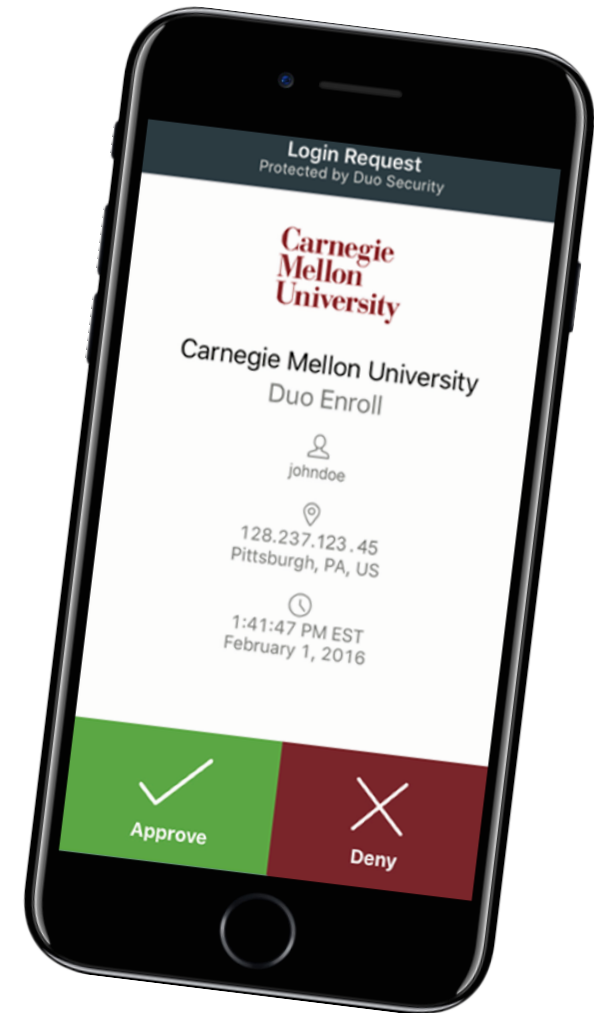 Login Request
Protected by Duo Security
Carnegie
Mellon
University
Carnegie Mellon University
Duo Enroll
johndoe
128.237.123.45
Pittsburgh, PA, US
1:41:47 PM EST
February 1, 2016
Approve
Deny